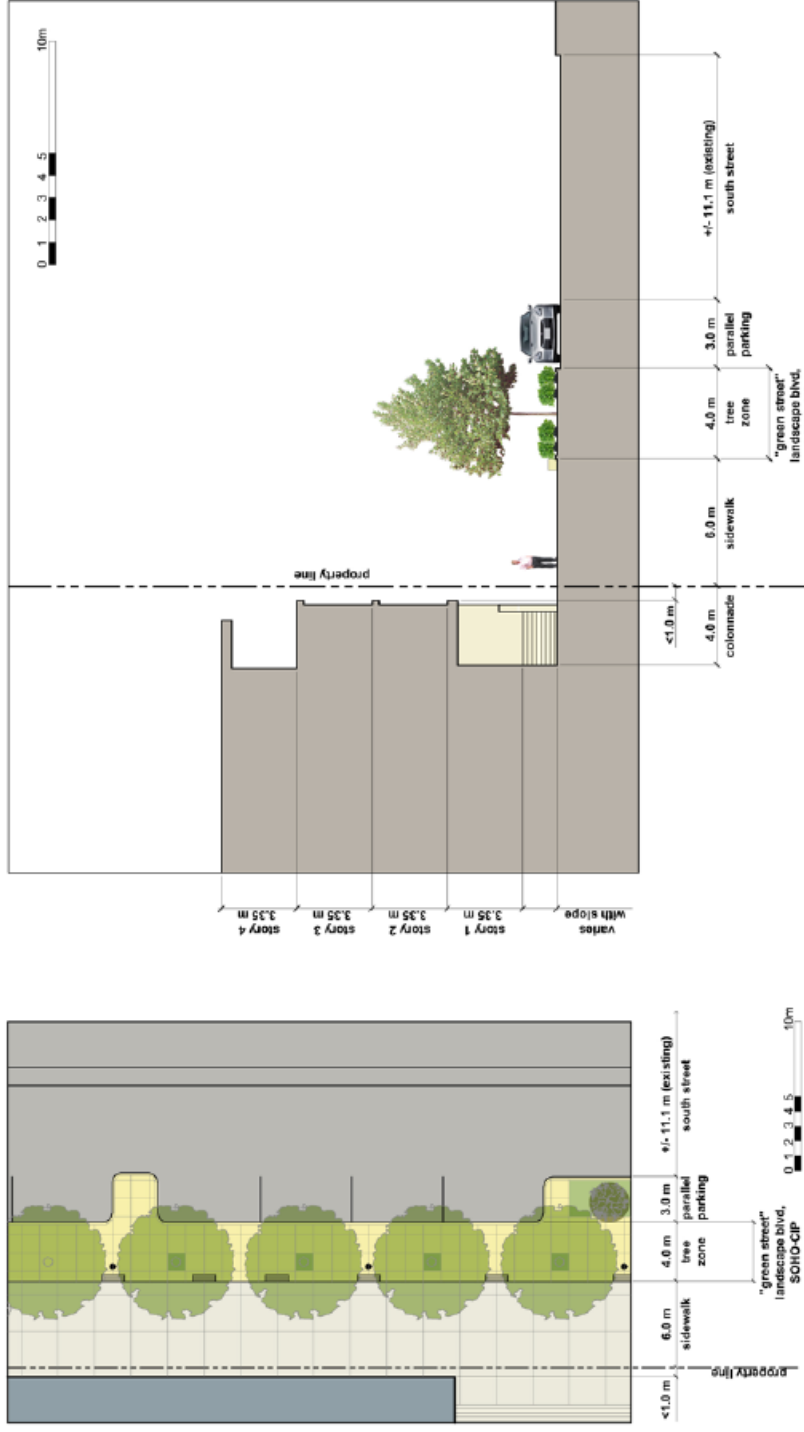 0 1 2 3 4 5 10m
property line
story 4
3.35 m
story 3
3.35 m
story 2
3.35 m
story 1
3.35 m
varies
with slope
<1.0 m
4.0 m
colonnade
6.0 m
sidewalk
4.0 m
tree
zone
3.0 m
parallel
parking
+/- 11.1 m (existing)
south street
"green street"
landscape blvd,
<1.0 m
property line
6.0 m
sidewalk
4.0 m
tree
zone
3.0 m
parallel
parking
+/- 11.1 m (existing)
south street
"green street"
landscape blvd,
SOHO-CIP
0 1 2 3 4 5 10m